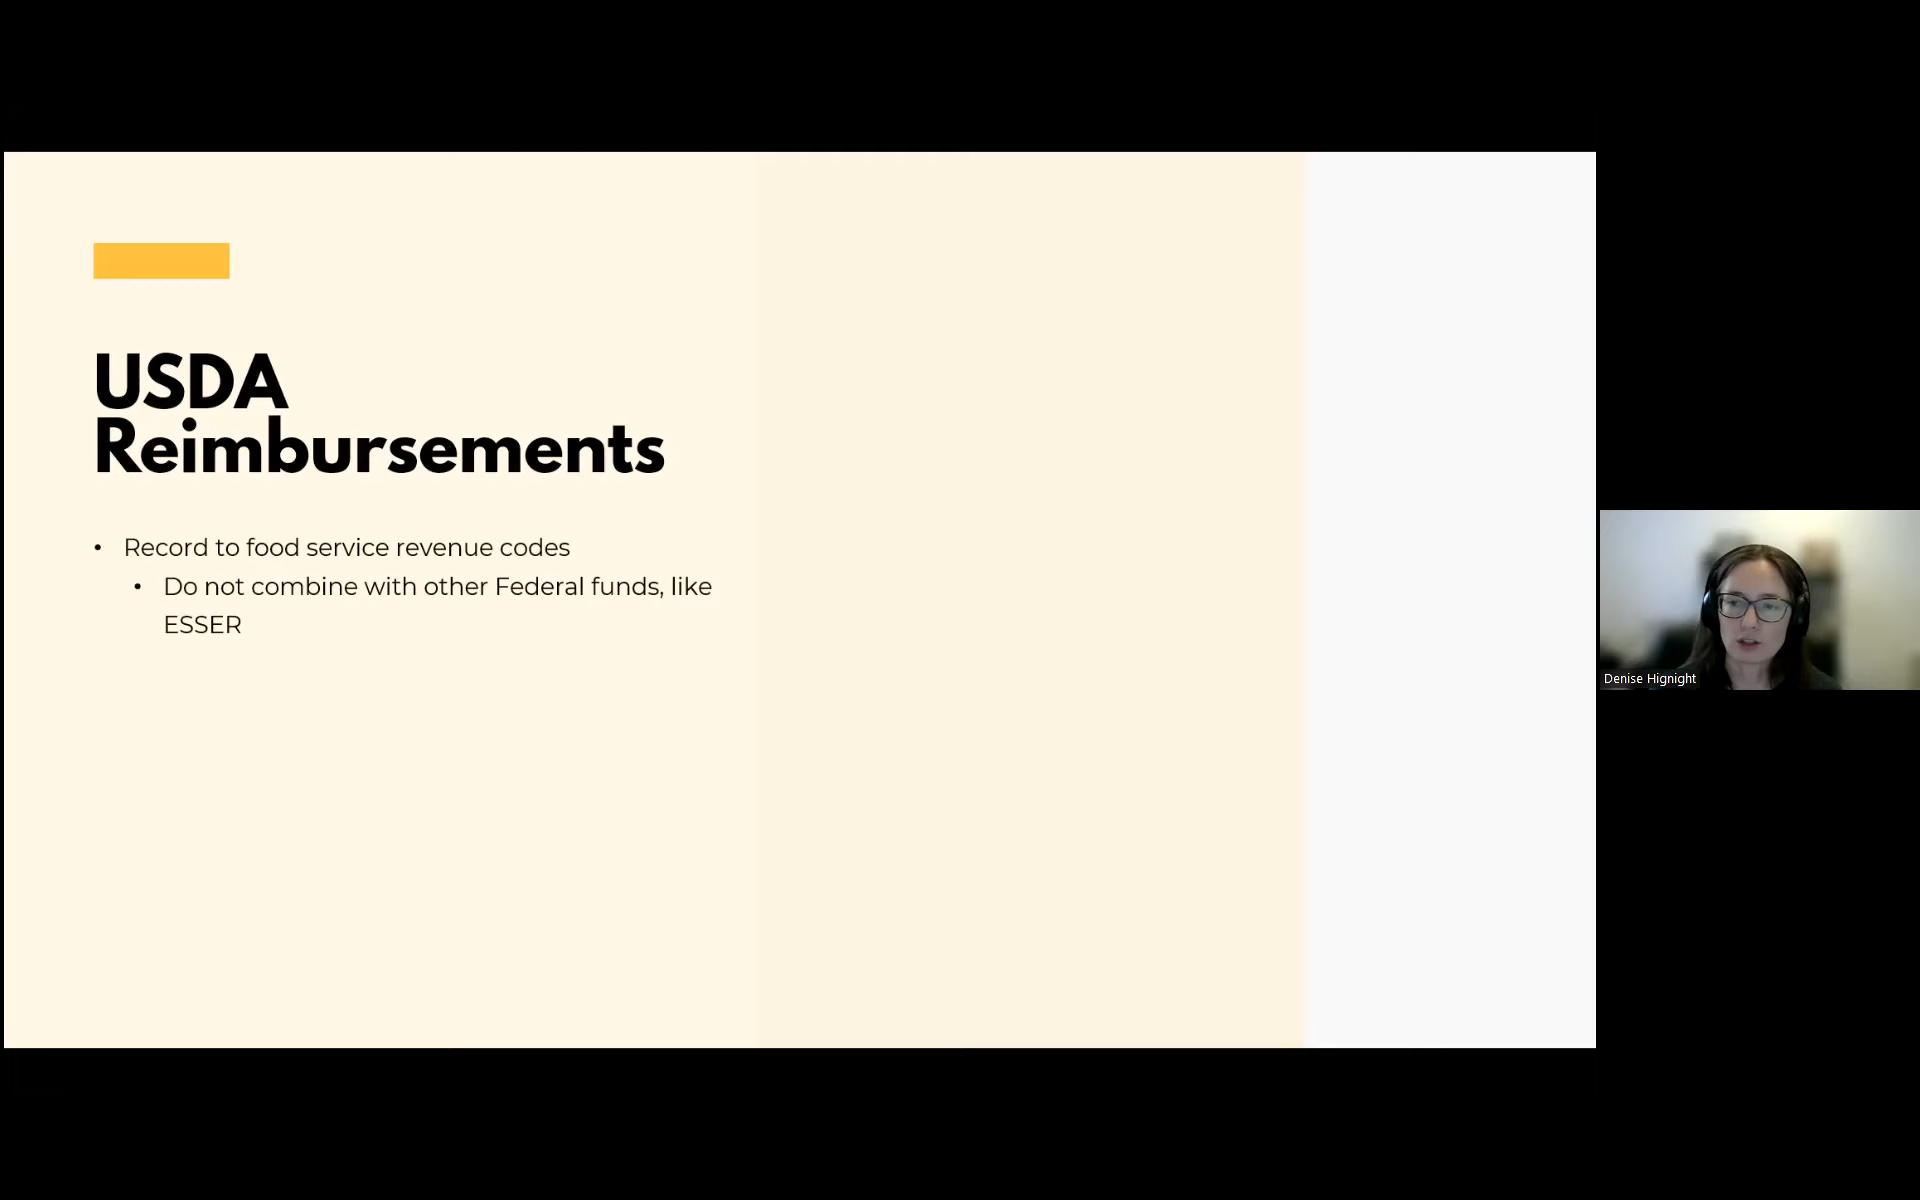 USDA
Reimbursements
• Record to food service revenue codes
• Do not combine with other Federal funds, like
ESSER
Denise Hignight